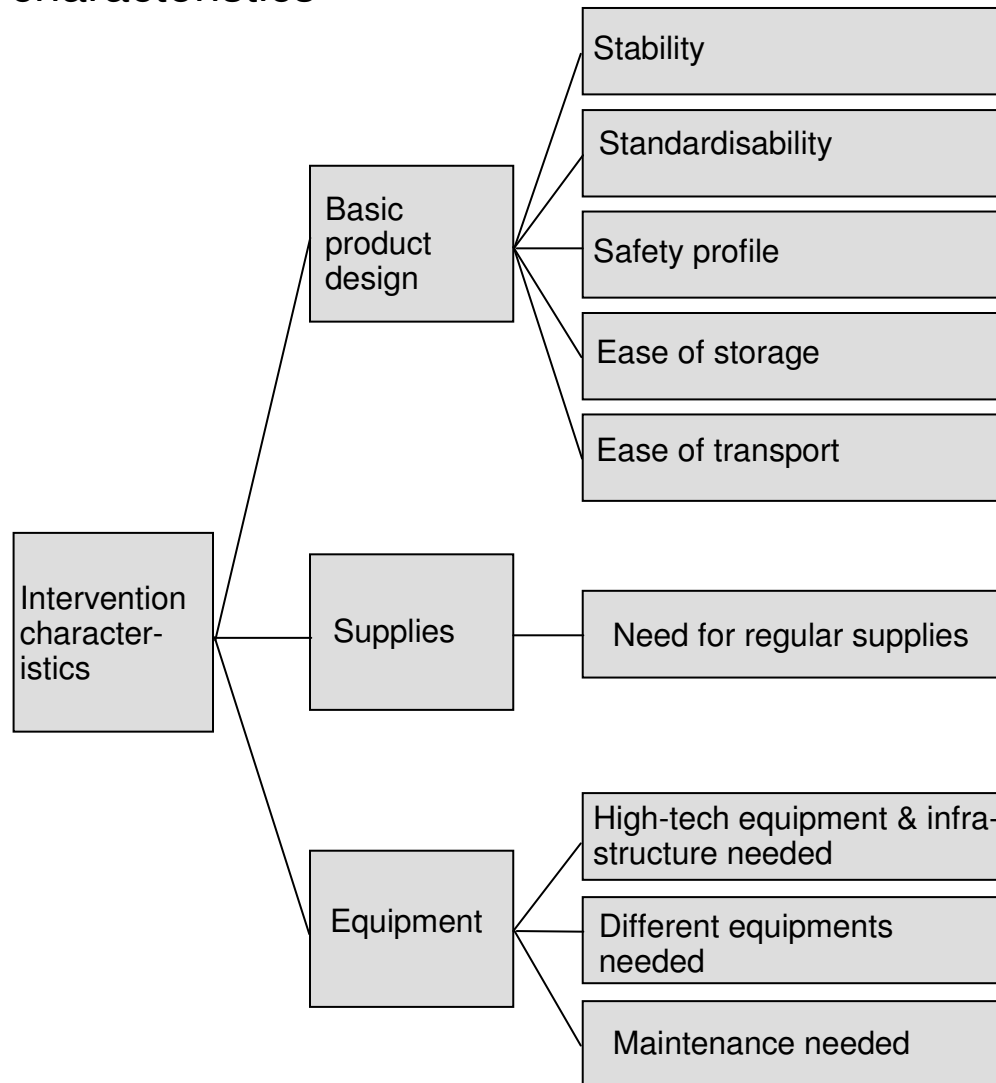 characteristics
Stability
Standardisability
Basic
product
design
Safety profile
Ease of storage
Ease of transport
Intervention
character-
istics
Supplies
Need for regular supplies
High-tech equipment & infra-
structure needed
Equipment
Different equipments
needed
Maintenance needed